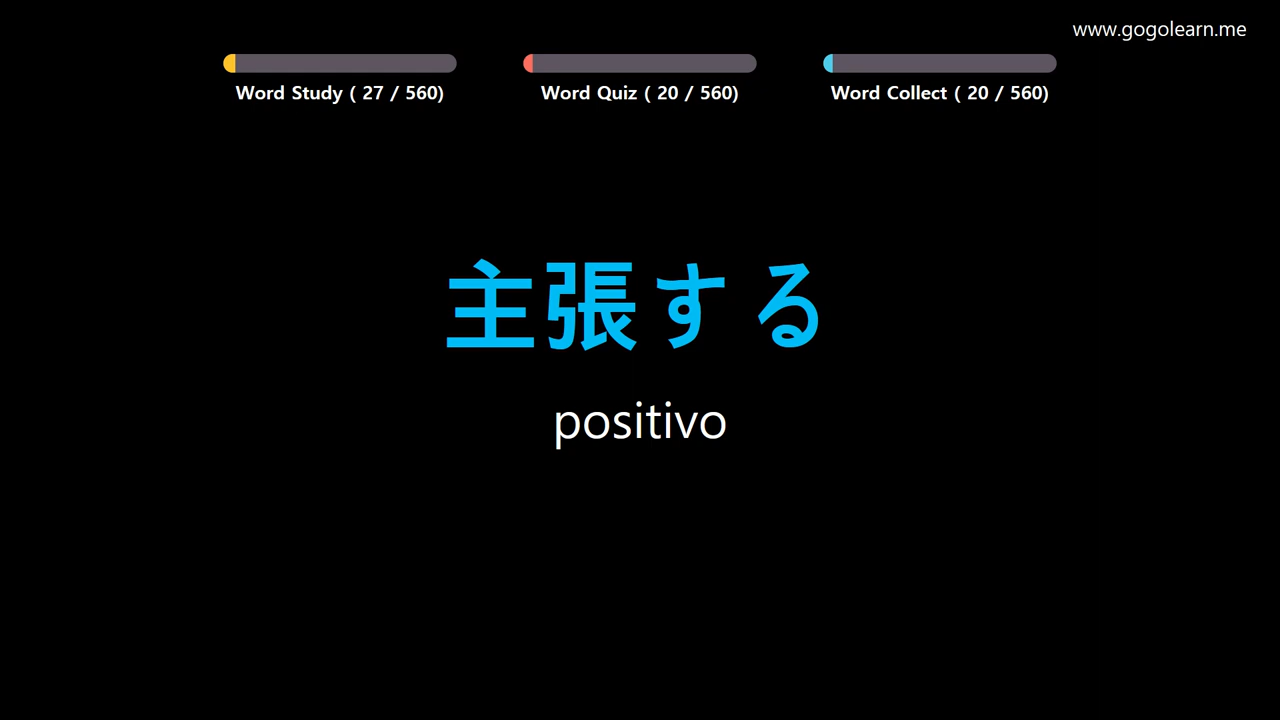 www.gogolearn.me
Word Study ( 27 / 560)
Word Quiz ( 20 / 560)
Word Collect ( 20 / 560)
主張する
positivo